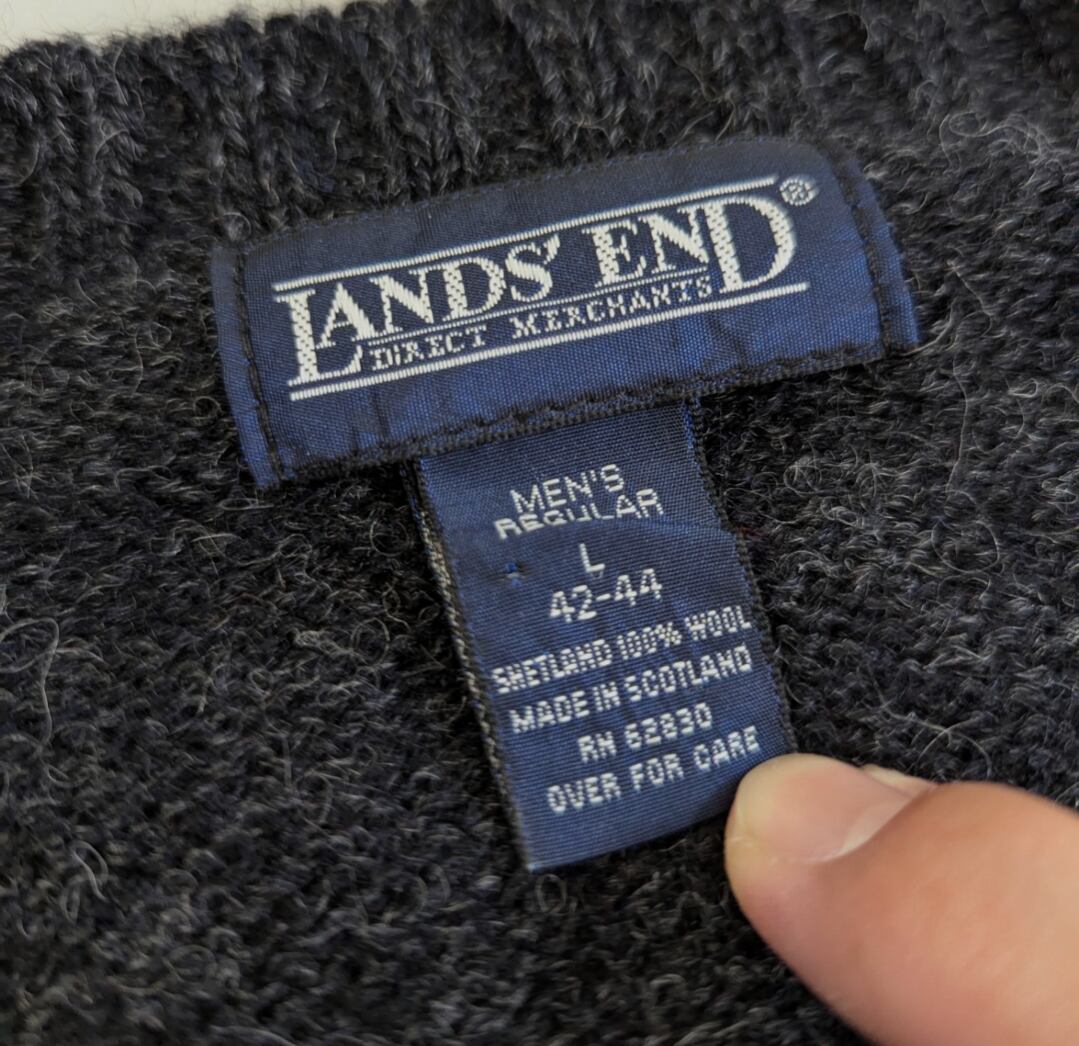 LANDS' END®
DIRECT MERCHANTS
MEN'S
REGULAR
L
42-44
SHETLAND 100% WOOL
MADE IN SCOTLAND
RN 62830
OVER FOR CARE